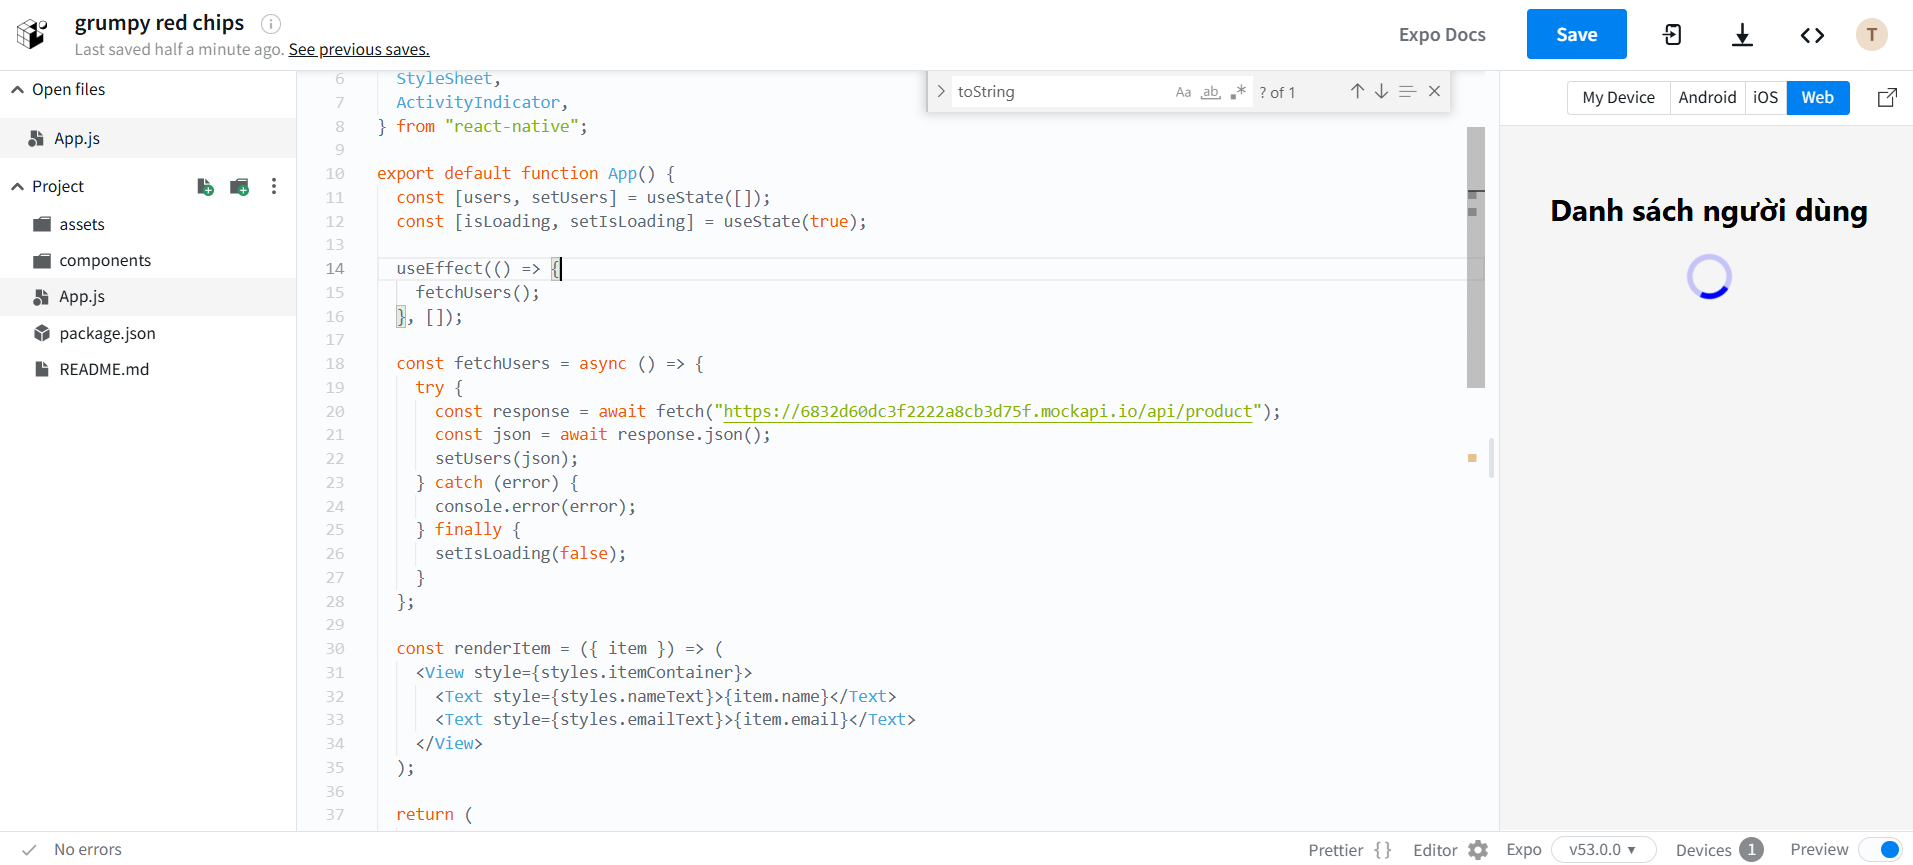 grumpy red chips
Last saved half a minute ago. See previous saves.
Expo Docs
Save
T
Open files
App.js
Project
assets
components
App.js
package.json
README.md
toString
Aa ab .* ? of 1
6 StyleSheet,
7 ActivityIndicator,
8 } from "react-native";
9
10 export default function App() {
11 const [users, setUsers] = useState([]);
12 const [isLoading, setIsLoading] = useState(true);
13
14 useEffect(() => {
15 fetchUsers();
16 }, []);
17
18 const fetchUsers = async () => {
19 try {
20 const response = await fetch("https://6832d60dc3f2222a8cb3d75f.mockapi.io/api/product");
21 const json = await response.json();
22 setUsers(json);
23 } catch (error) {
24 console.error(error);
25 } finally {
26 setIsLoading(false);
27 }
28 };
29
30 const renderItem = ({ item }) => (
31 <View style={styles.itemContainer}>
32 <Text style={styles.nameText}>{item.name}</Text>
33 <Text style={styles.emailText}>{item.email}</Text>
34 </View>
35 );
36
37 return (
My Device Android iOS Web
Danh sách người dùng
No errors
Prettier {} Editor Expo v53.0.0 ▾ Devices 1 Preview